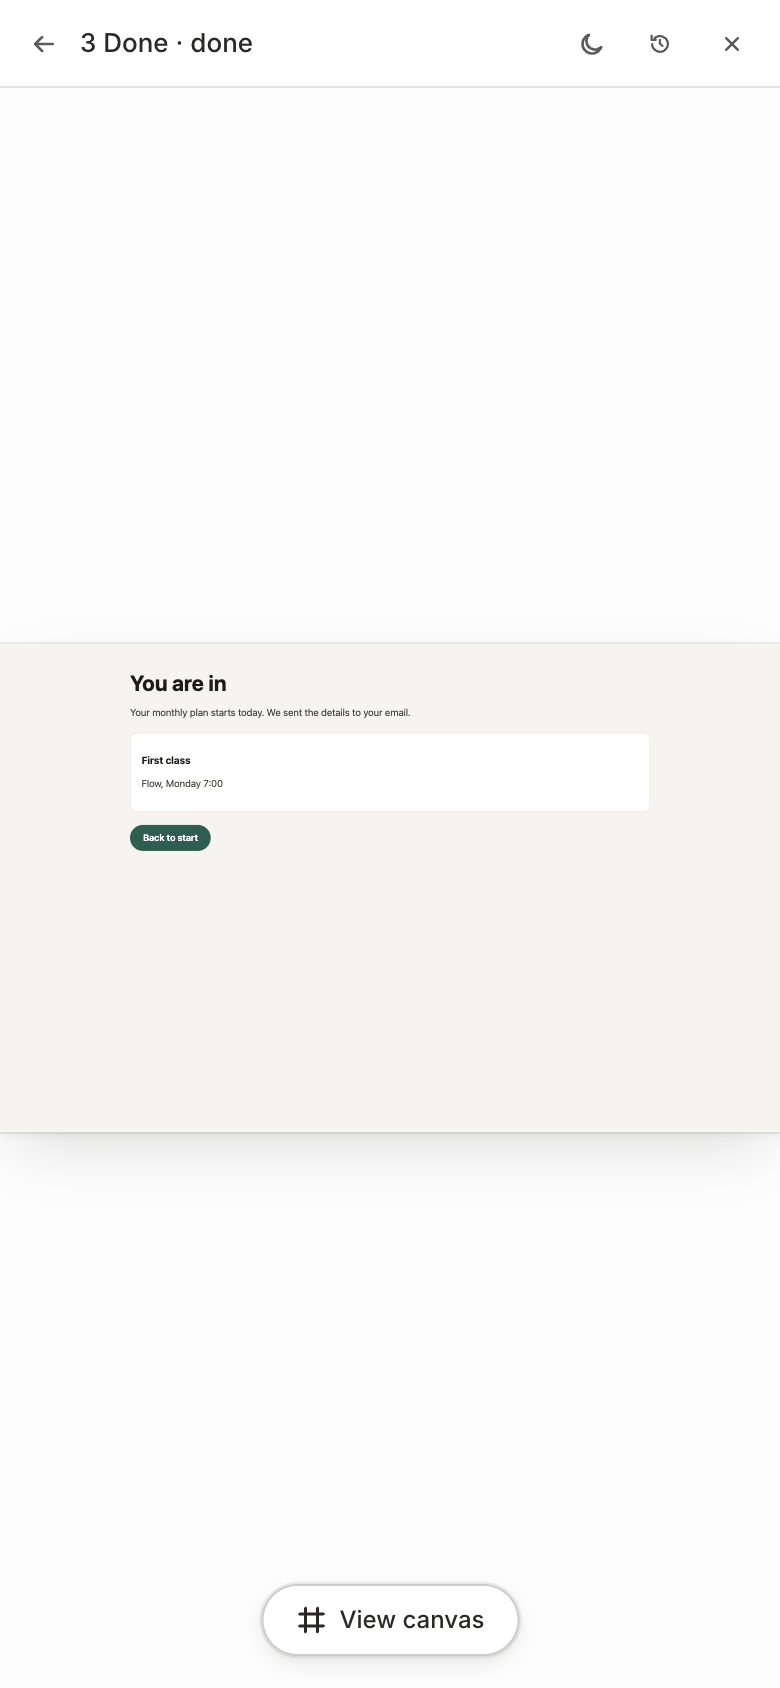 3 Done · done
You are in
Your monthly plan starts today. We sent the details to your email.
First class
Flow, Monday 7:00
Back to start
View canvas